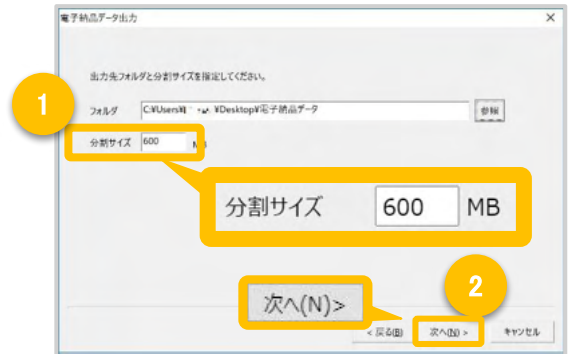 電子納品データ出力
×
出力先フォルダと分割サイズを指定してください。
1
フォルダ C:¥Users¥ ¥Desktop¥電子納品データ 参照
分割サイズ 600 MB
分割サイズ 600 MB
次へ(N)>
2
< 戻る(B) 次へ(N) > キャンセル